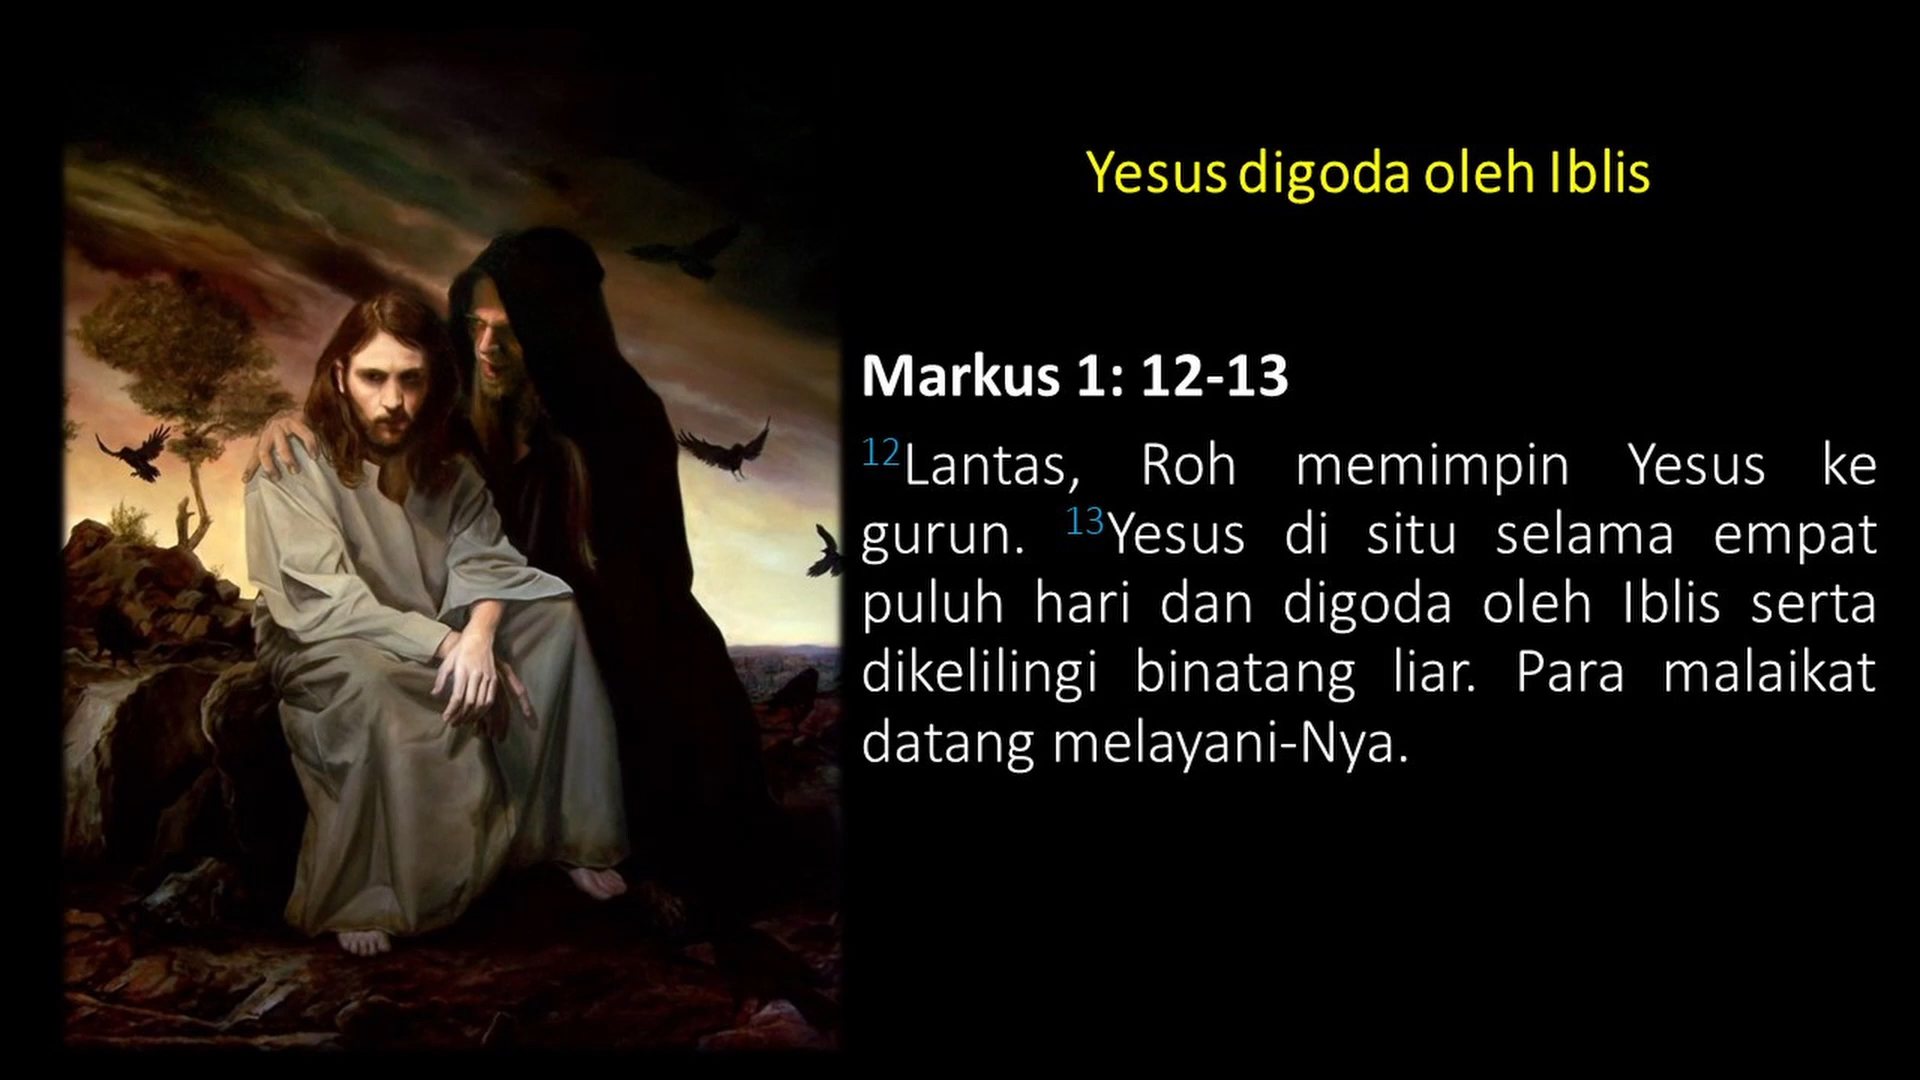 Yesus digoda oleh Iblis
Markus 1: 12-13
12Lantas, Roh memimpin Yesus ke
gurun. 13Yesus di situ selama empat
puluh hari dan digoda oleh Iblis serta
dikelilingi binatang liar. Para malaikat
datang melayani-Nya.